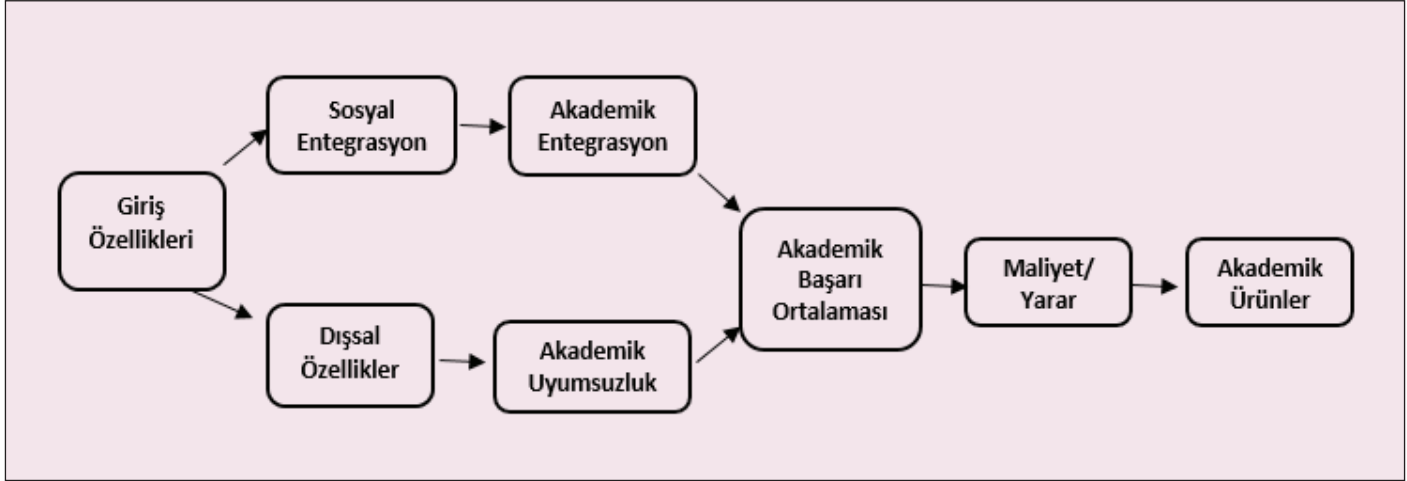 Sosyal
Entegrasyon
Akademik
Entegrasyon
Giriş
Özellikleri
Dışsal
Özellikler
Akademik
Uyumsuzluk
Akademik
Başarı
Ortalaması
Maliyet/
Yarar
Akademik
Ürünler